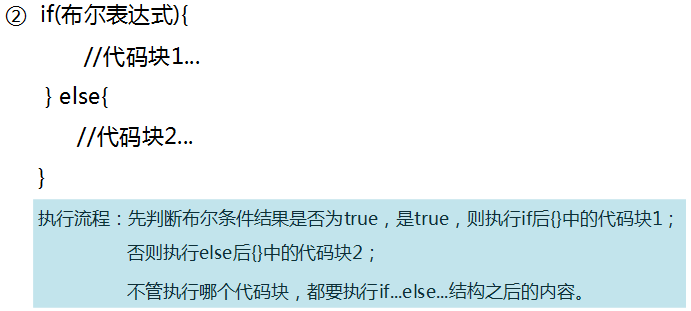 ② if(布尔表达式){
//代码块1...
} else{
//代码块2...
}
执行流程：先判断布尔条件结果是否为true，是true，则执行if后{}中的代码块1；
否则执行else后{}中的代码块2；
不管执行哪个代码块，都要执行if...else...结构之后的内容。